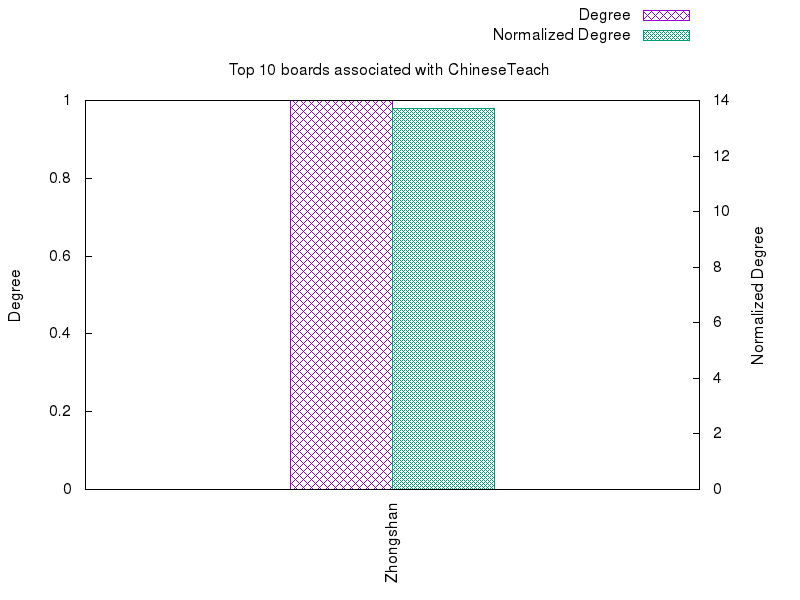 Degree
Normalized Degree
Top 10 boards associated with ChineseTeach
1
0.8
0.6
0.4
0.2
0
14
12
10
8
6
4
2
0
Degree
Normalized Degree
Zhongshan